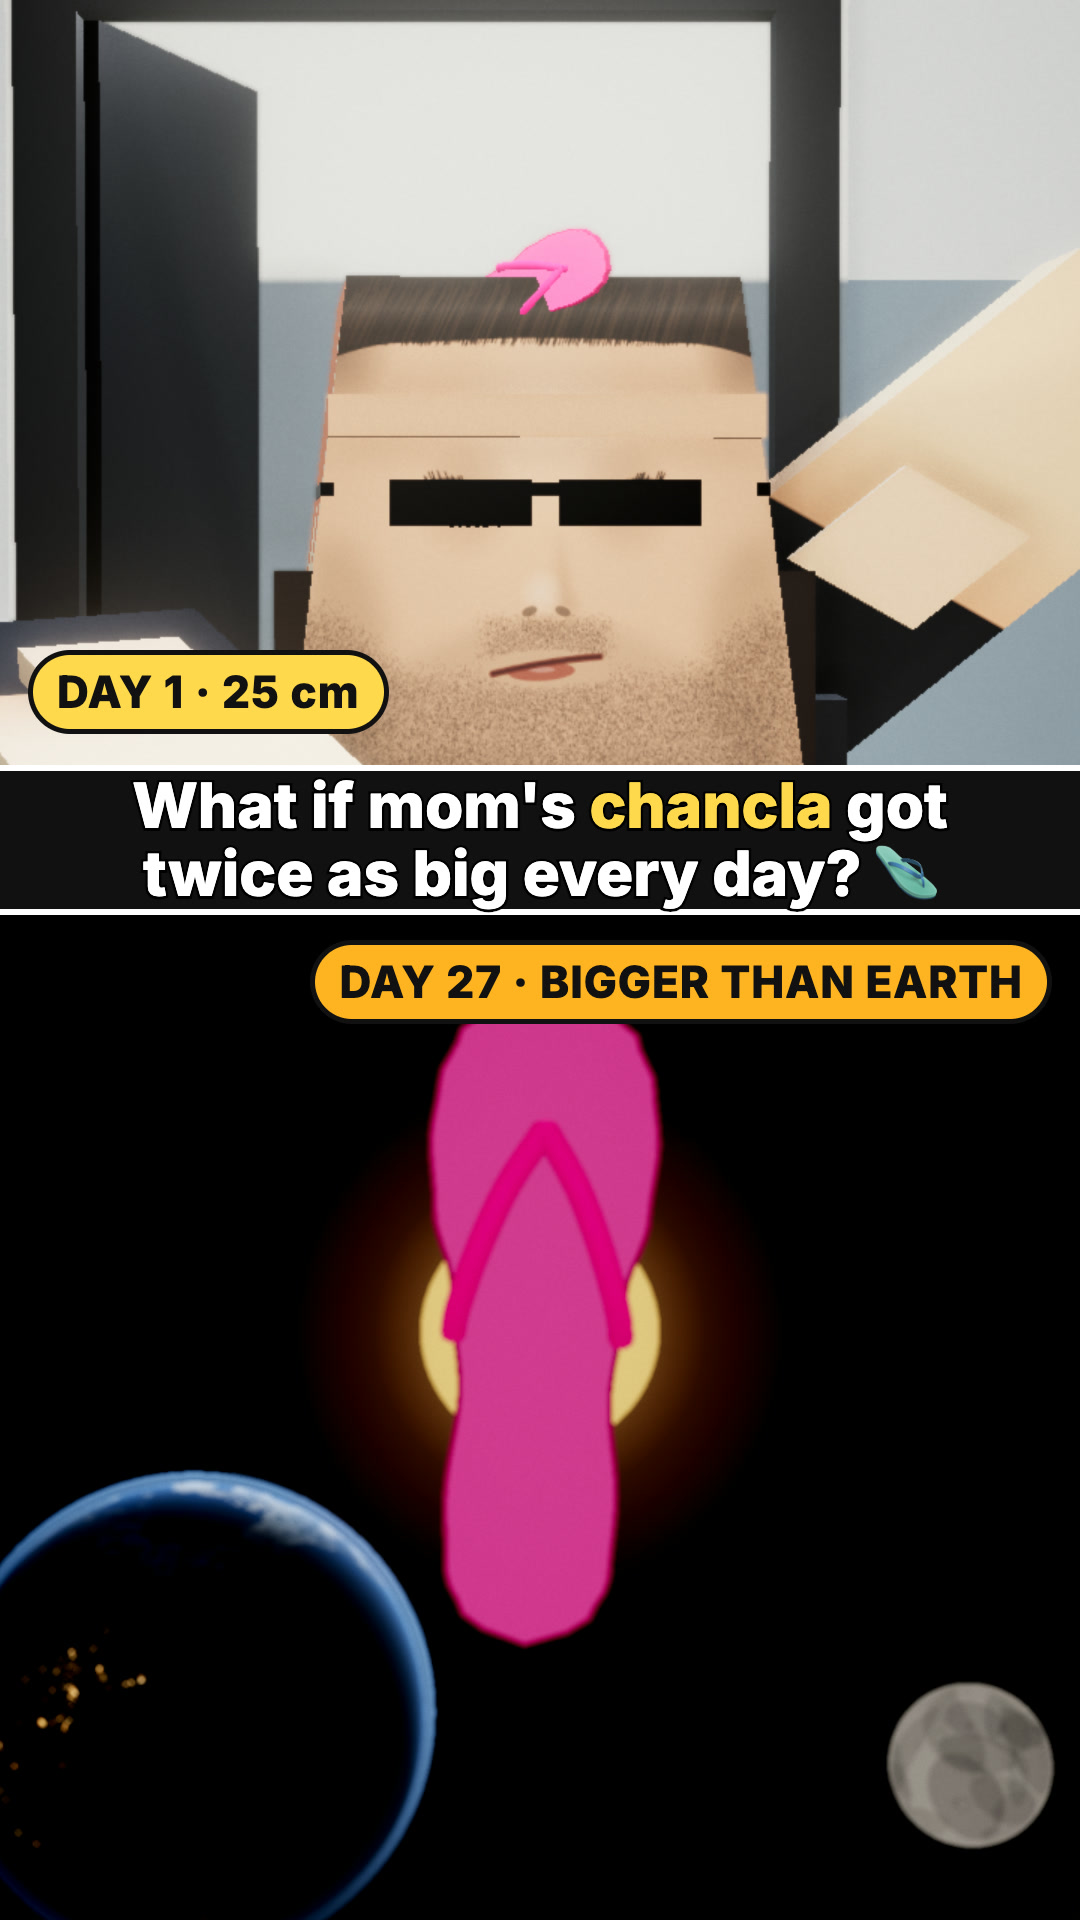 DAY 1 · 25 cm
What if mom's chancla got
twice as big every day? 🩴
DAY 27 · BIGGER THAN EARTH